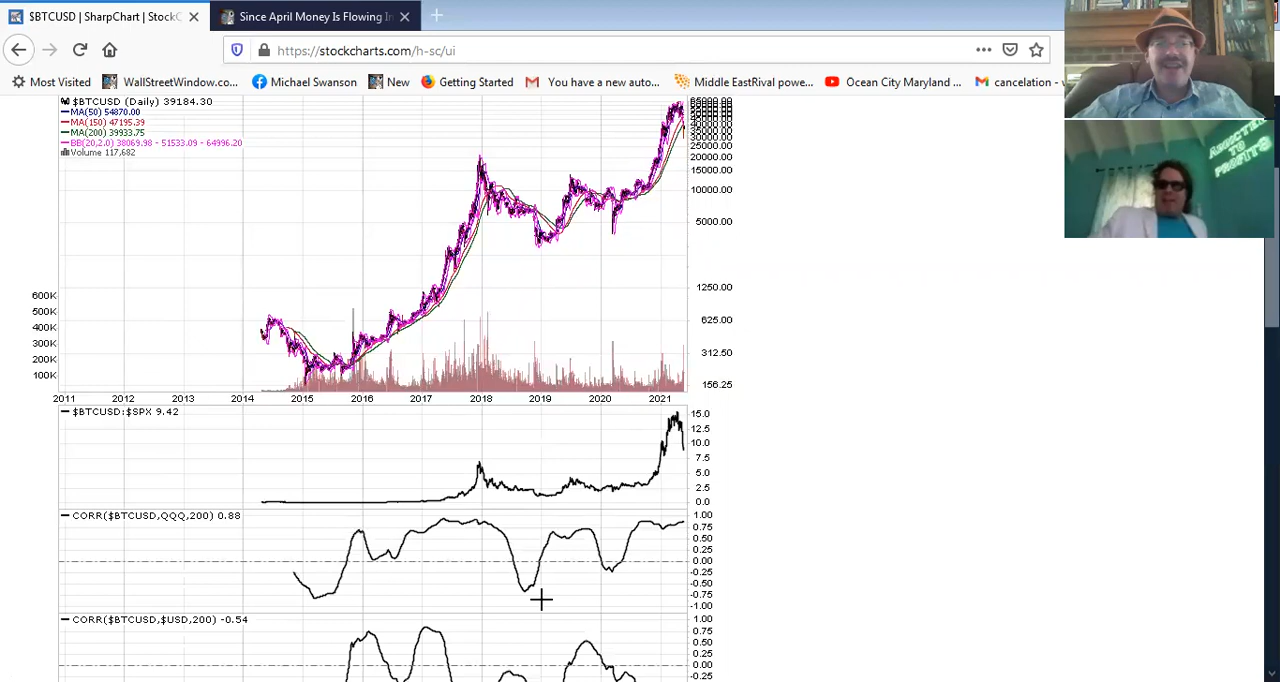 $BTCUSD | SharpChart | StockC
Since April Money Is Flowing In
https://stockcharts.com/h-sc/ui
Most Visited
WallStreetWindow.co...
Michael Swanson
New
Getting Started
You have a new auto...
Middle EastRival powe...
Ocean City Maryland ...
cancelation -
ADDICTED
TO
PROFITS
$BTCUSD (Daily) 39184.30
MA(50) 54870.00
MA(150) 47195.39
MA(200) 39933.75
BB(20,2.0) 38069.98 - 51533.09 - 64996.20
Volume 117,682
25000.00
20000.00
15000.00
10000.00
5000.00
1250.00
625.00
312.50
156.25
600K
500K
400K
300K
200K
100K
2011 2012 2013 2014 2015 2016 2017 2018 2019 2020 2021
$BTCUSD:$SPX 9.42
15.0
12.5
10.0
7.5
5.0
2.5
0.0
CORR($BTCUSD,QQQ,200) 0.88
1.00
0.75
0.50
0.25
0.00
-0.25
-0.50
-0.75
-1.00
CORR($BTCUSD,$USD,200) -0.54
1.00
0.75
0.50
0.25
0.00
-0.25